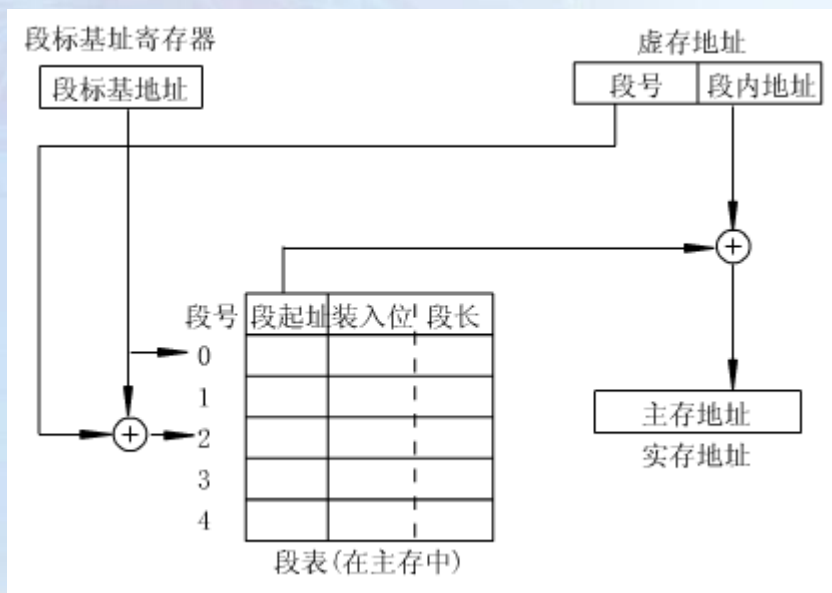 段标基址寄存器
虚存地址
段标基地址
段号 段内地址
段号 段起址 装入位 段长
0
1
2
3
4
主存地址
实存地址
段表(在主存中)